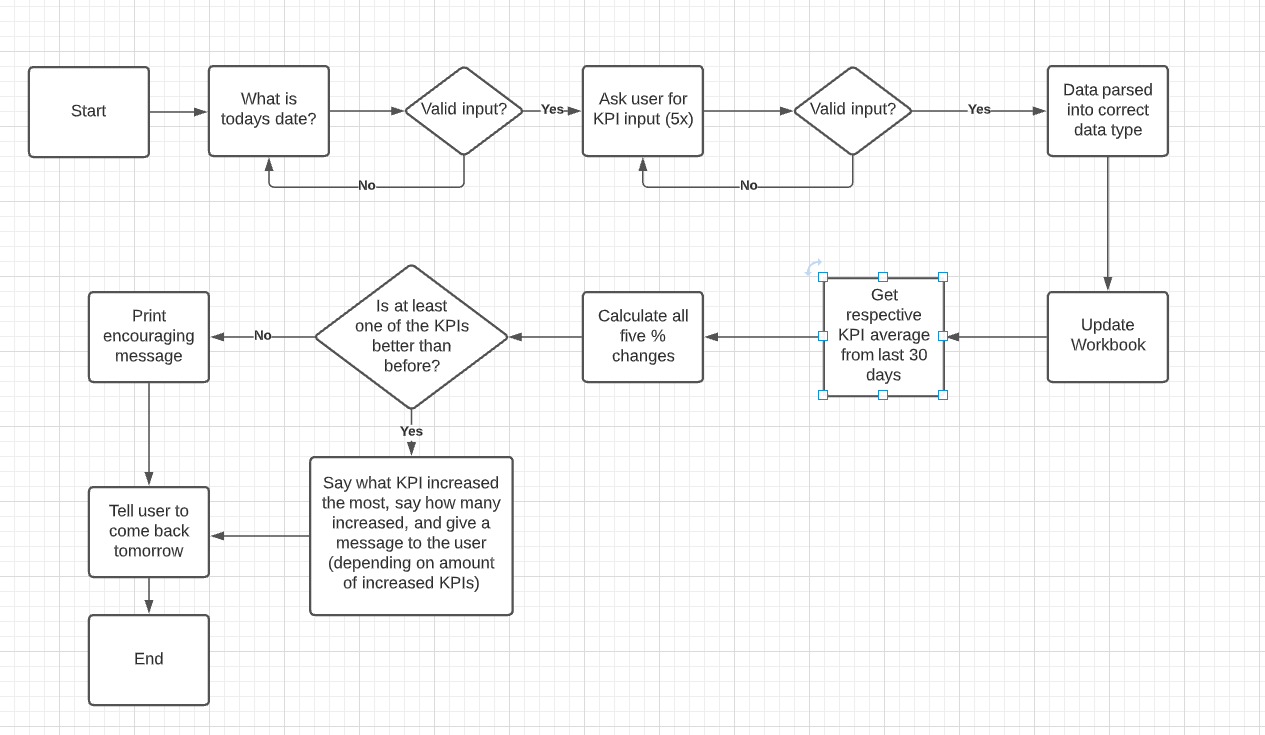 Start
What is
todays date?
Valid input?
Yes
Ask user for
KPI input (5x)
Valid input?
Yes
Data parsed
into correct
data type
No
No
Print
encouraging
message
No
Is at least
one of the KPIs
better than
before?
Calculate all
five %
changes
Get
respective
KPI average
from last 30
days
Update
Workbook
Yes
Say what KPI increased
the most, say how many
increased, and give a
message to the user
(depending on amount
of increased KPIs)
Tell user to
come back
tomorrow
End